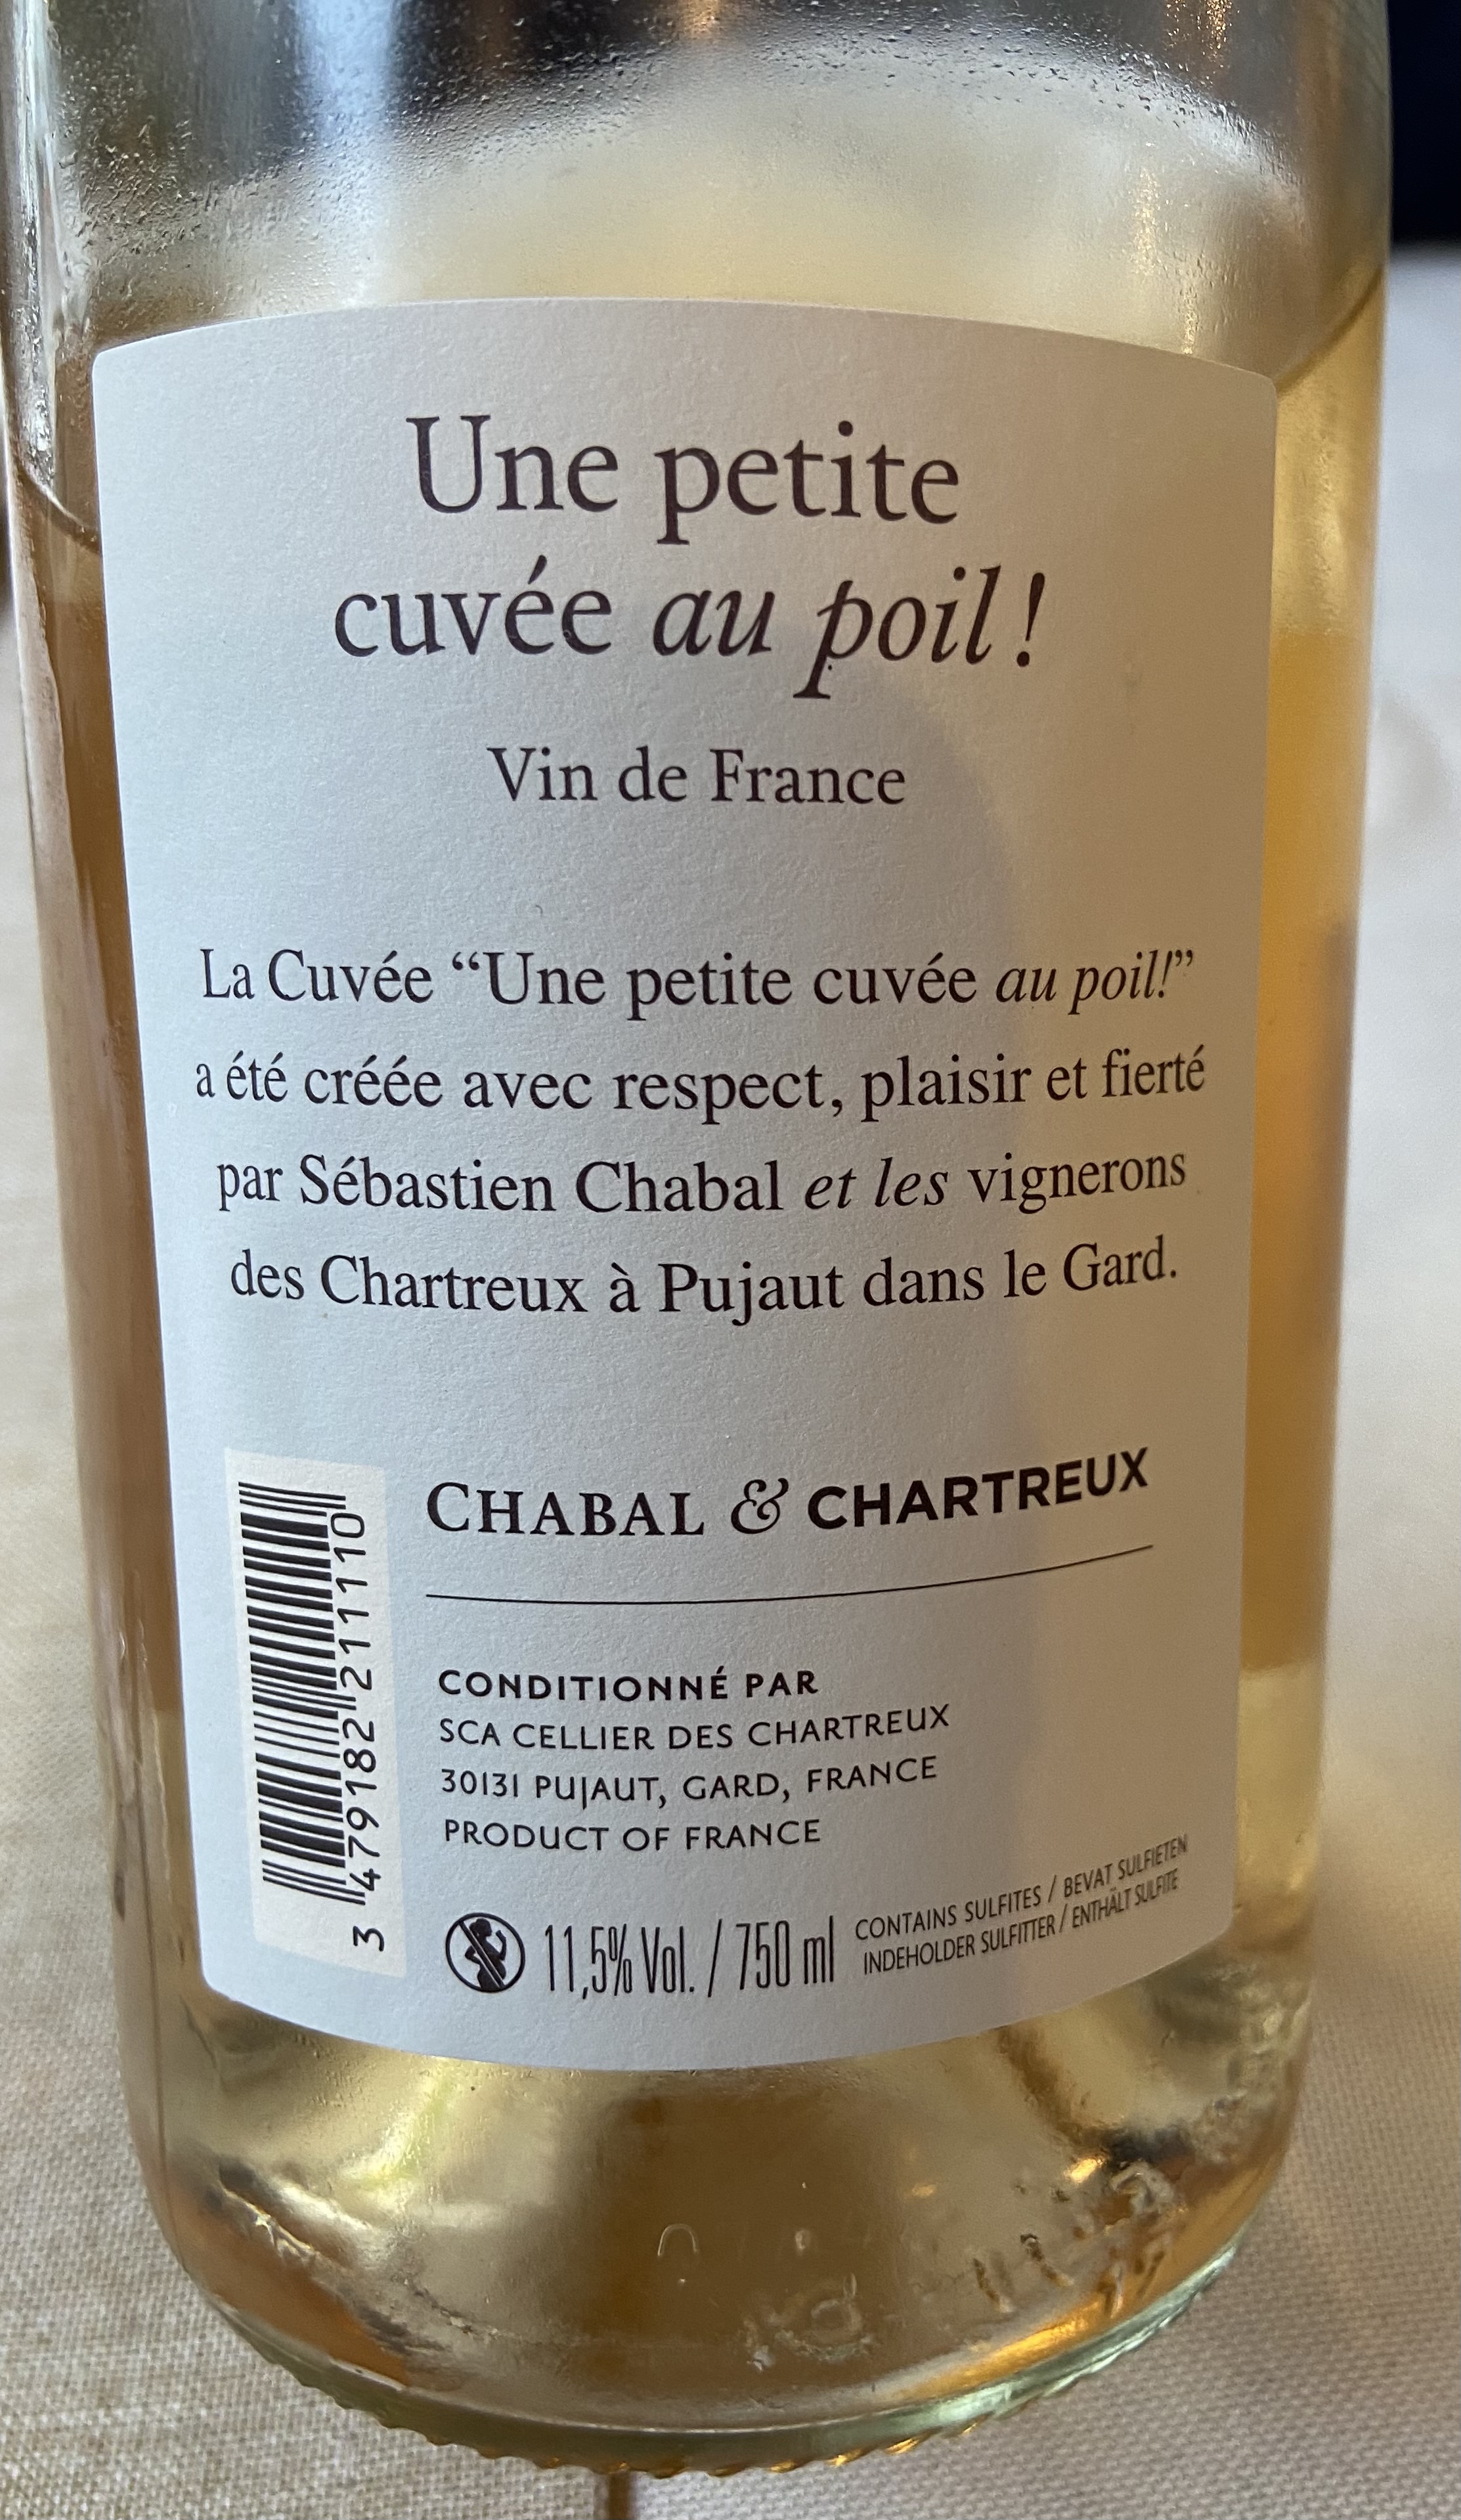 Une petite
cuvée au poil !
Vin de France
La Cuvée “Une petite cuvée au poil!”
a été créée avec respect, plaisir et fierté
par Sébastien Chabal et les vignerons
des Chartreux à Pujaut dans le Gard.
CHABAL & CHARTREUX
CONDITIONNÉ PAR
SCA CELLIER DES CHARTREUX
30131 PUJAUT, GARD, FRANCE
PRODUCT OF FRANCE
11,5% Vol. / 750 ml
CONTAINS SULFITES / BEVAT SULFIETEN
INDEHOLDER SULFITTER / ENTHÄLT SULFITE
3 479182 211110